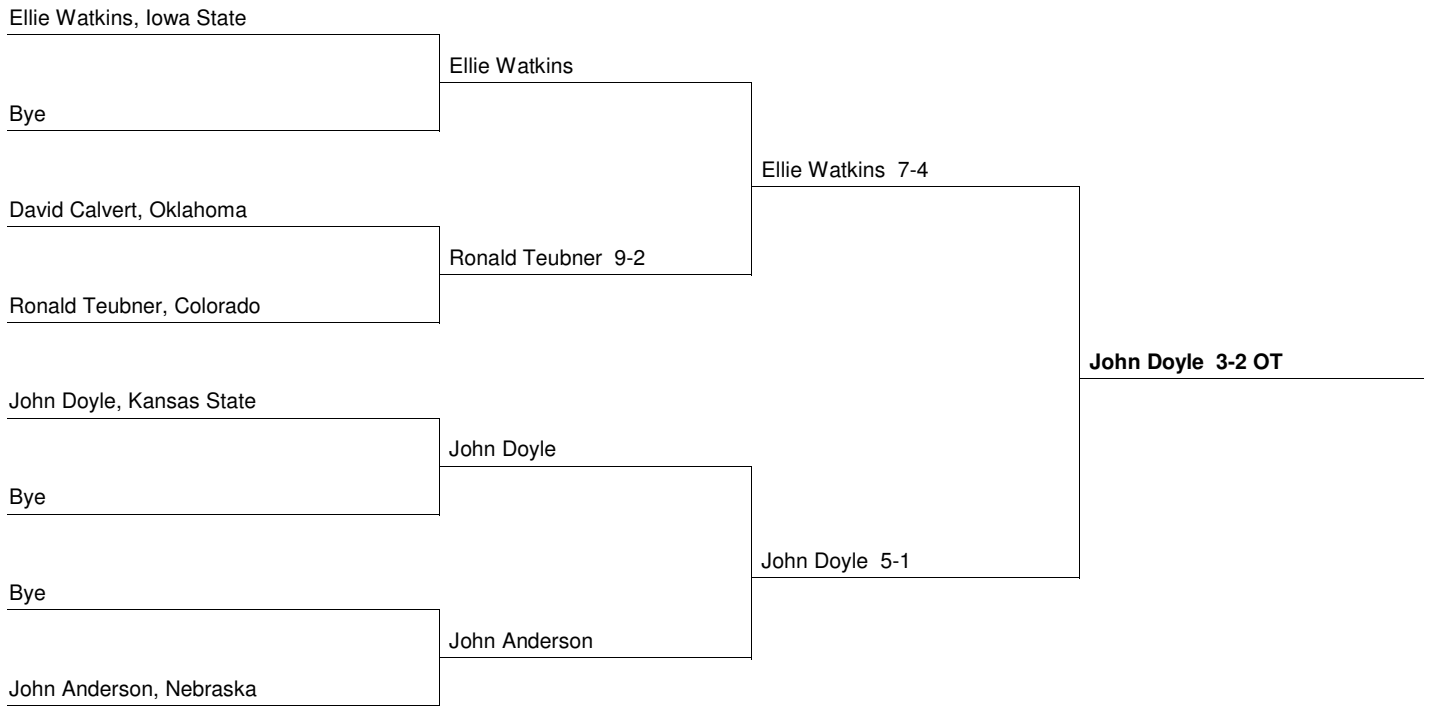 Ellie Watkins, Iowa State
Ellie Watkins
Bye
Ellie Watkins 7-4
David Calvert, Oklahoma
Ronald Teubner 9-2
Ronald Teubner, Colorado
John Doyle 3-2 OT
John Doyle, Kansas State
John Doyle
Bye
John Doyle 5-1
Bye
John Anderson
John Anderson, Nebraska